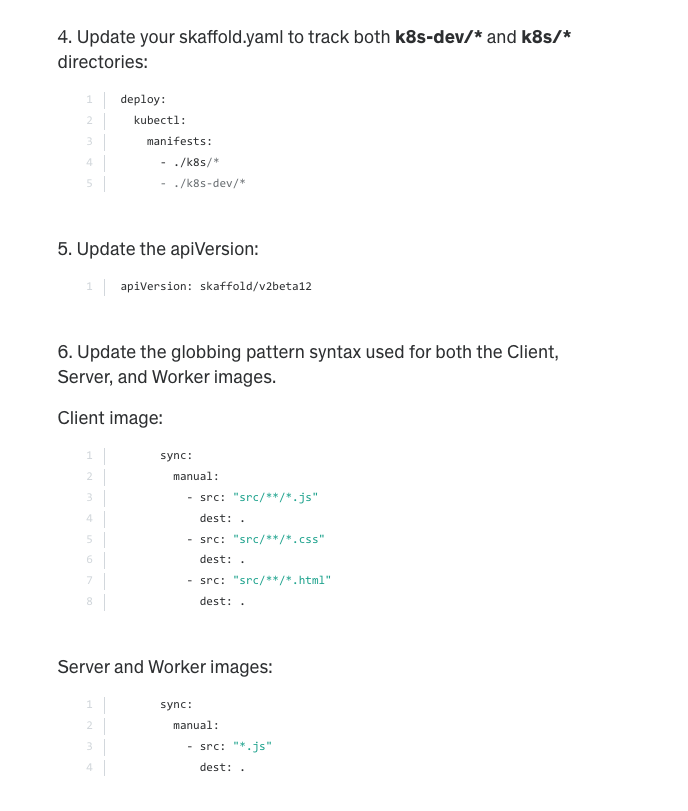 4. Update your skaffold.yaml to track both k8s-dev/* and k8s/*
directories:
1 deploy:
2   kubectl:
3     manifests:
4       - ./k8s/*
5       - ./k8s-dev/*
5. Update the apiVersion:
1 apiVersion: skaffold/v2beta12
6. Update the globbing pattern syntax used for both the Client,
Server, and Worker images.
Client image:
1       sync:
2         manual:
3           - src: "src/**/*.js"
4             dest: .
5           - src: "src/**/*.css"
6             dest: .
7           - src: "src/**/*.html"
8             dest: .
Server and Worker images:
1       sync:
2         manual:
3           - src: "*.js"
4             dest: .